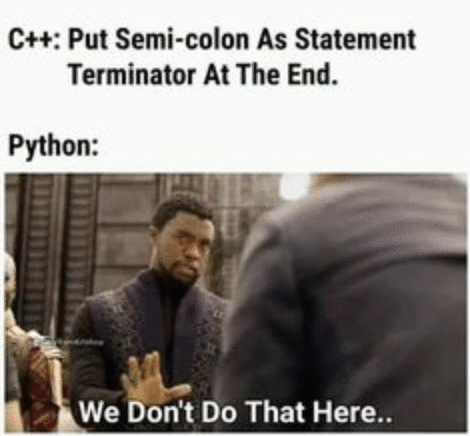 C++: Put Semi-colon As Statement
Terminator At The End.
Python:
We Don't Do That Here..